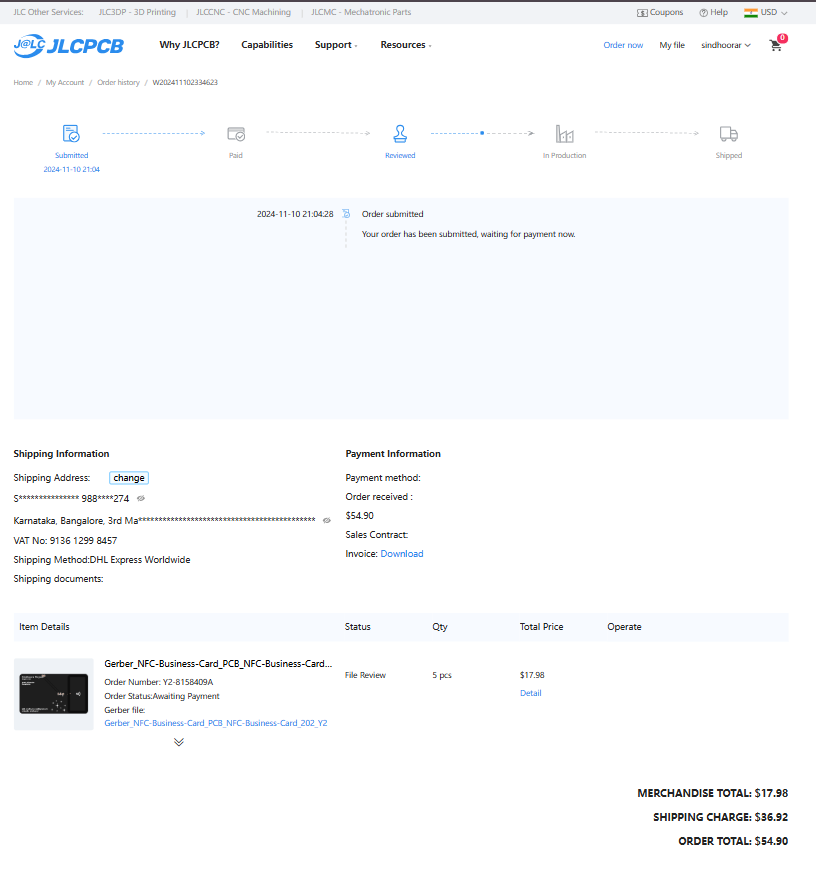 JLC Other Services: JLC3DP - 3D Printing | JLCCNC - CNC Machining | JLCMC - Mechatronic Parts Coupons Help USD
J@LC JLCPCB Why JLCPCB? Capabilities Support Resources Order now My file sindhoorar 0
Home / My Account / Order history / W202411102334623
Submitted Paid Reviewed In Production Shipped
2024-11-10 21:04
2024-11-10 21:04:28 Order submitted
Your order has been submitted, waiting for payment now.
Shipping Information Payment Information
Shipping Address: change Payment method:
S*************** 988****274 Order received :
Karnataka, Bangalore, 3rd Ma******************************************** $54.90
VAT No: 9136 1299 8457 Sales Contract:
Shipping Method:DHL Express Worldwide Invoice: Download
Shipping documents:
Item Details Status Qty Total Price Operate
Gerber_NFC-Business-Card_PCB_NFC-Business-Card... File Review 5 pcs $17.98
Order Number: Y2-8158409A Detail
Order Status:Awaiting Payment
Gerber file:
Gerber_NFC-Business-Card_PCB_NFC-Business-Card_202_Y2
MERCHANDISE TOTAL: $17.98
SHIPPING CHARGE: $36.92
ORDER TOTAL: $54.90